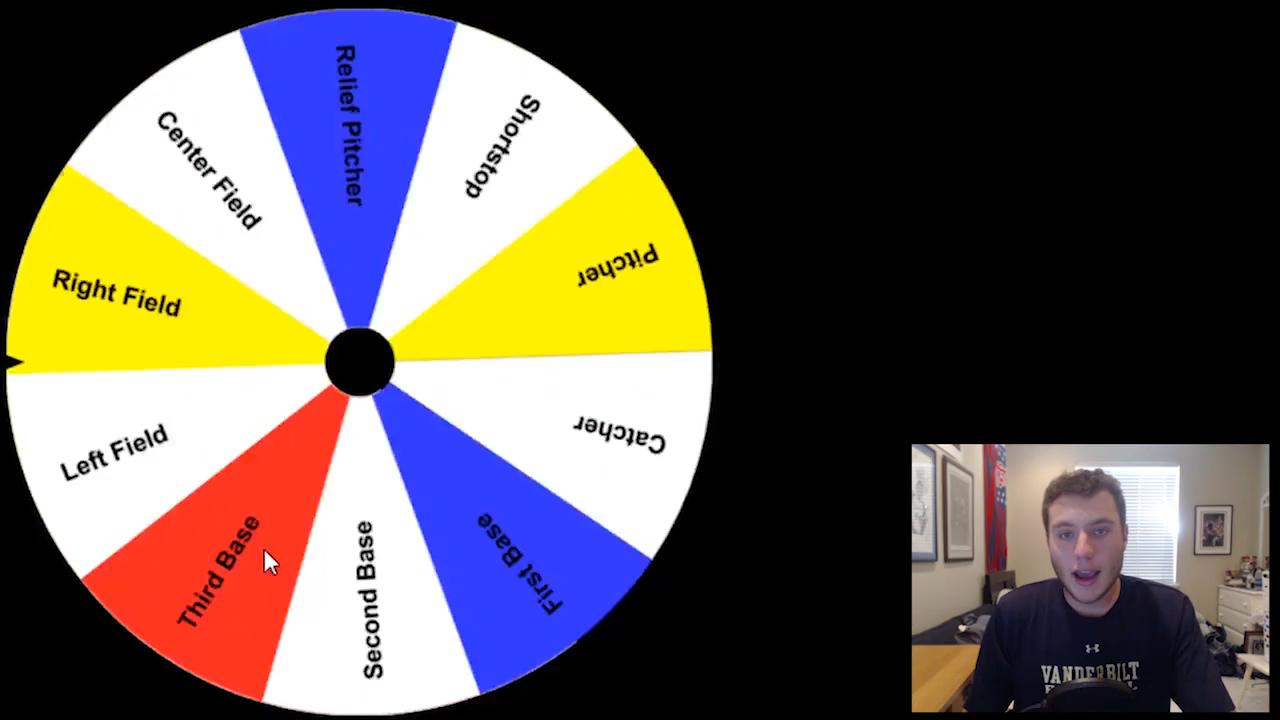 Relief Pitcher
Shortstop
Center Field
Pitcher
Right Field
Catcher
Left Field
First Base
Third Base
Second Base
VANDERBILT